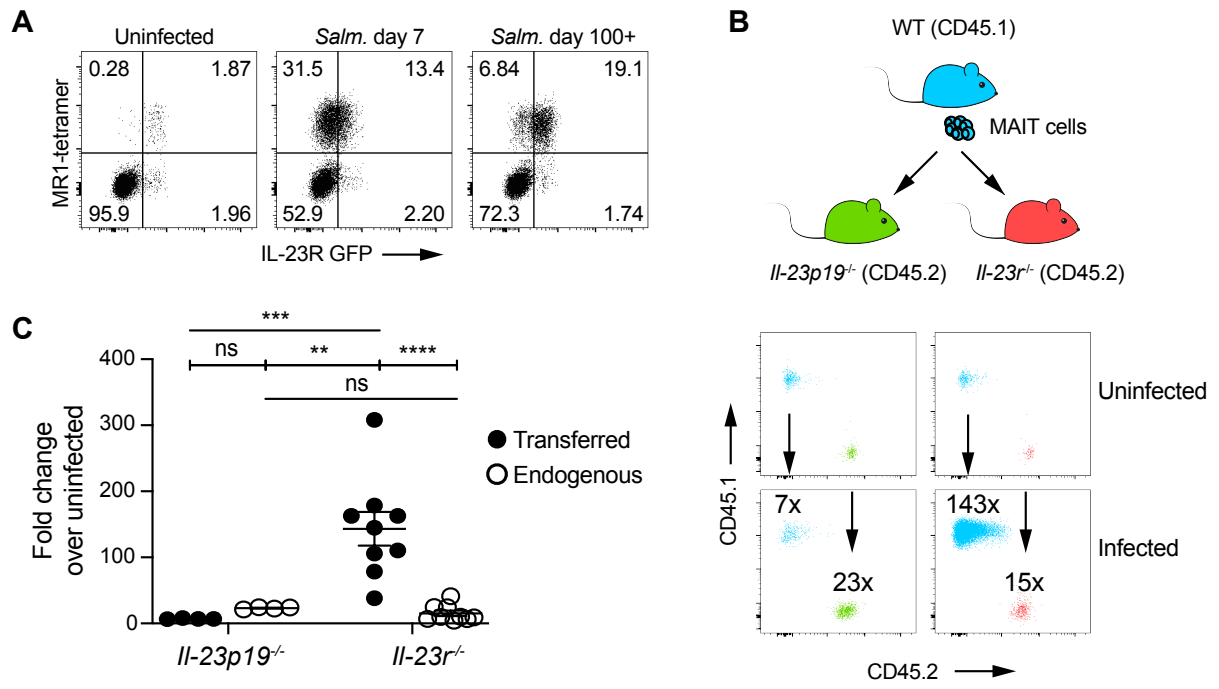 A
Uninfected
Salm. day 7
Salm. day 100+
0.28 1.87
31.5 13.4
6.84 19.1
95.9 1.96
52.9 2.20
72.3 1.74
MR1-tetramer
IL-23R GFP
B
WT (CD45.1)
MAIT cells
Il-23p19-/- (CD45.2)
Il-23r/- (CD45.2)
Uninfected
7x
143x
23x
15x
Infected
CD45.1
CD45.2
C
***
ns ** ****
ns
400
300
200
100
0
Fold change
over uninfected
Transferred
Endogenous
Il-23p19-/-
Il-23r/-